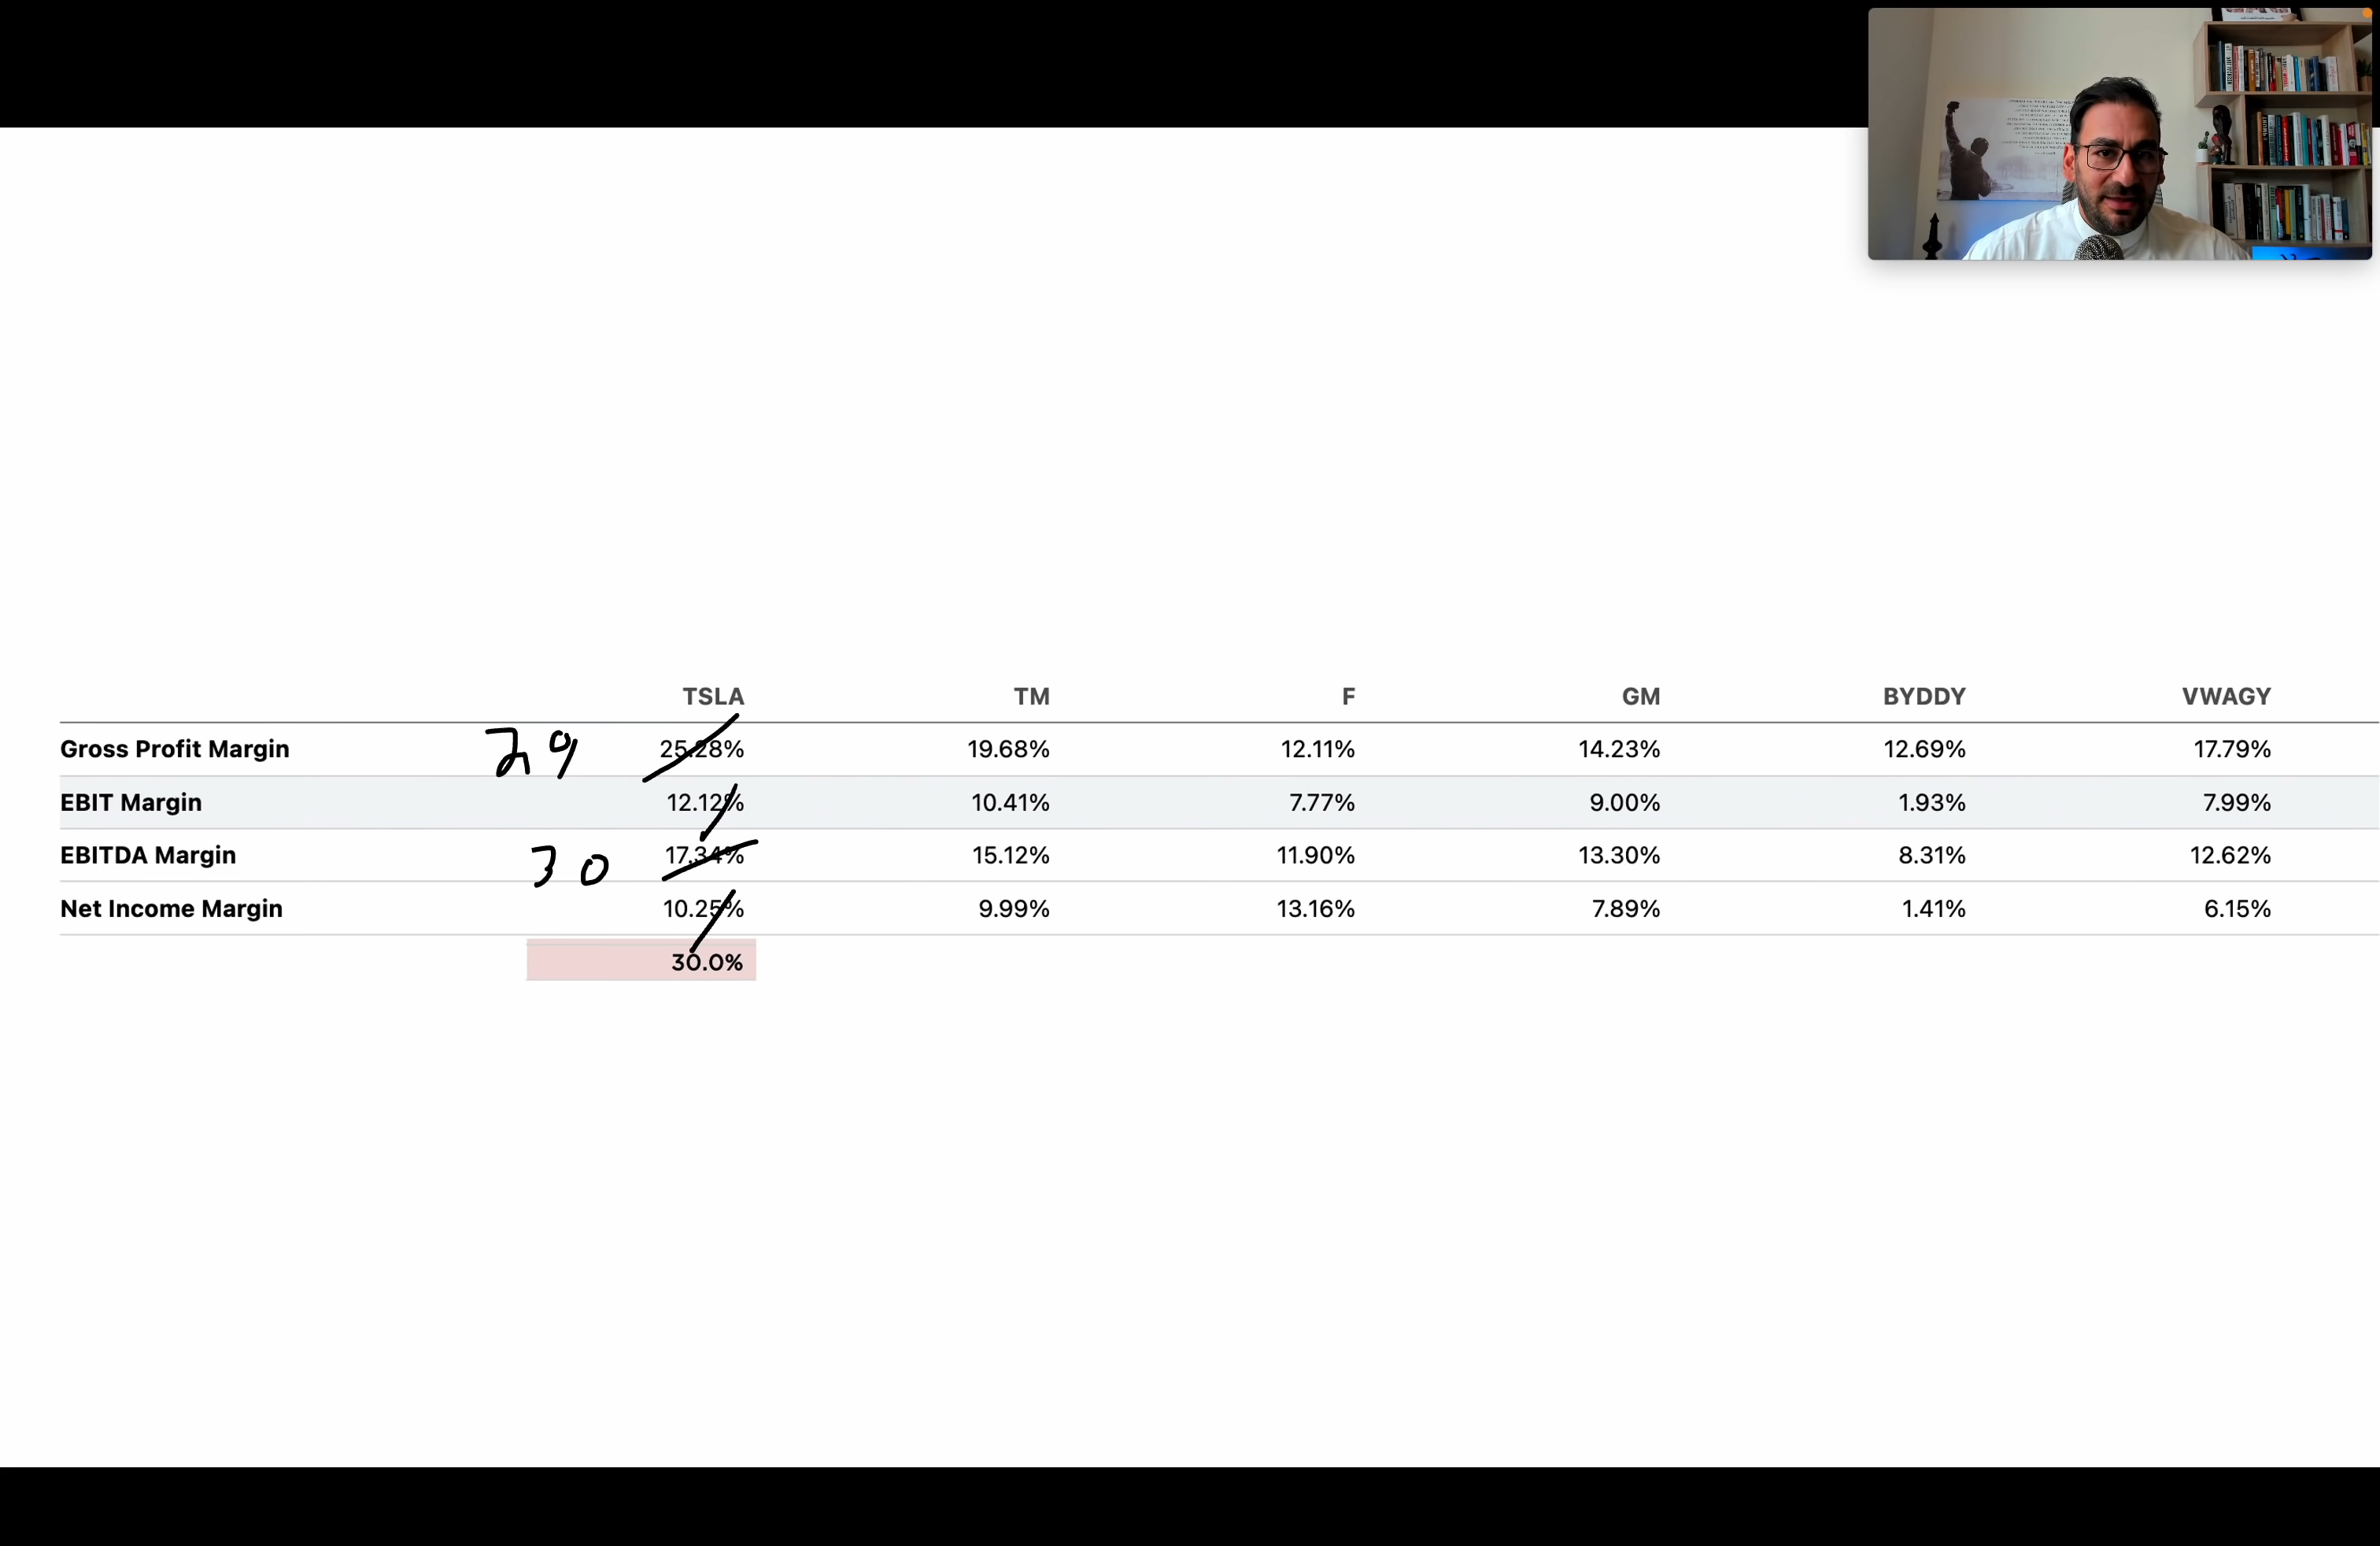 TSLA TM F GM BYDDY VWAGY
Gross Profit Margin 29 25.28% 19.68% 12.11% 14.23% 12.69% 17.79%
EBIT Margin 12.12% 10.41% 7.77% 9.00% 1.93% 7.99%
EBITDA Margin 30 17.34% 15.12% 11.90% 13.30% 8.31% 12.62%
Net Income Margin 10.25% 9.99% 13.16% 7.89% 1.41% 6.15%
30.0%